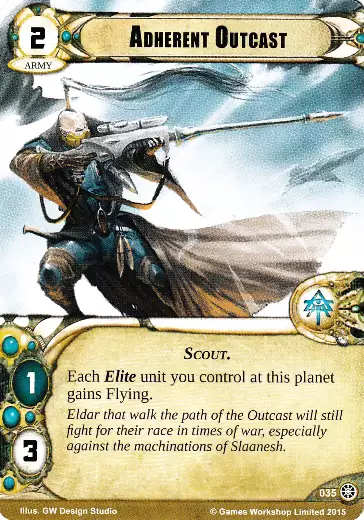 2
ARMY
Adherent Outcast
Scout.
1
Each Elite unit you control at this planet
gains Flying.
Eldar that walk the path of the Outcast will still
fight for their race in times of war, especially
against the machinations of Slaanesh.
3
035
Illus. GW Design Studio
© Games Workshop Limited 2015